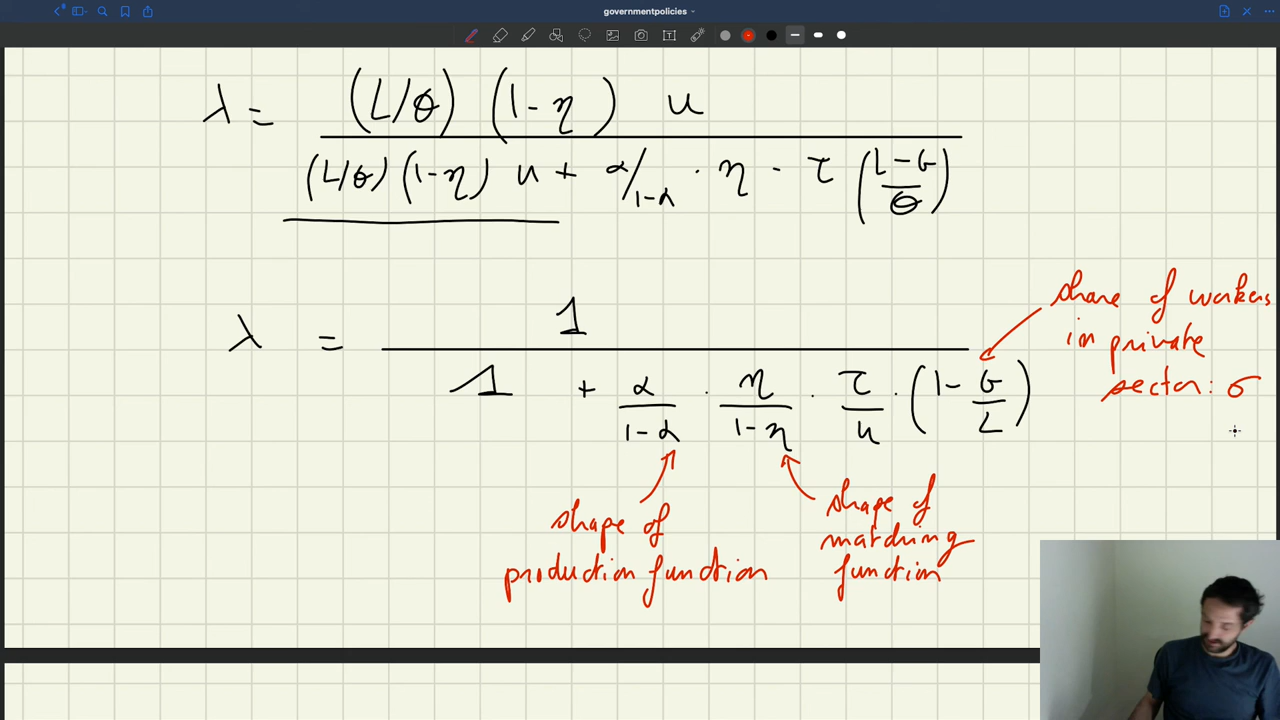 governmentpolicies
λ = (L/θ) (1-η) u
(L/θ)(1-η) u + α/1-α · η · τ (L-G/θ)
share of workers
in private
sector: σ
λ = 1
1 + α/1-α · η/1-η · τ/u · (1- G/L)
shape of
production function
shape of
matching
function